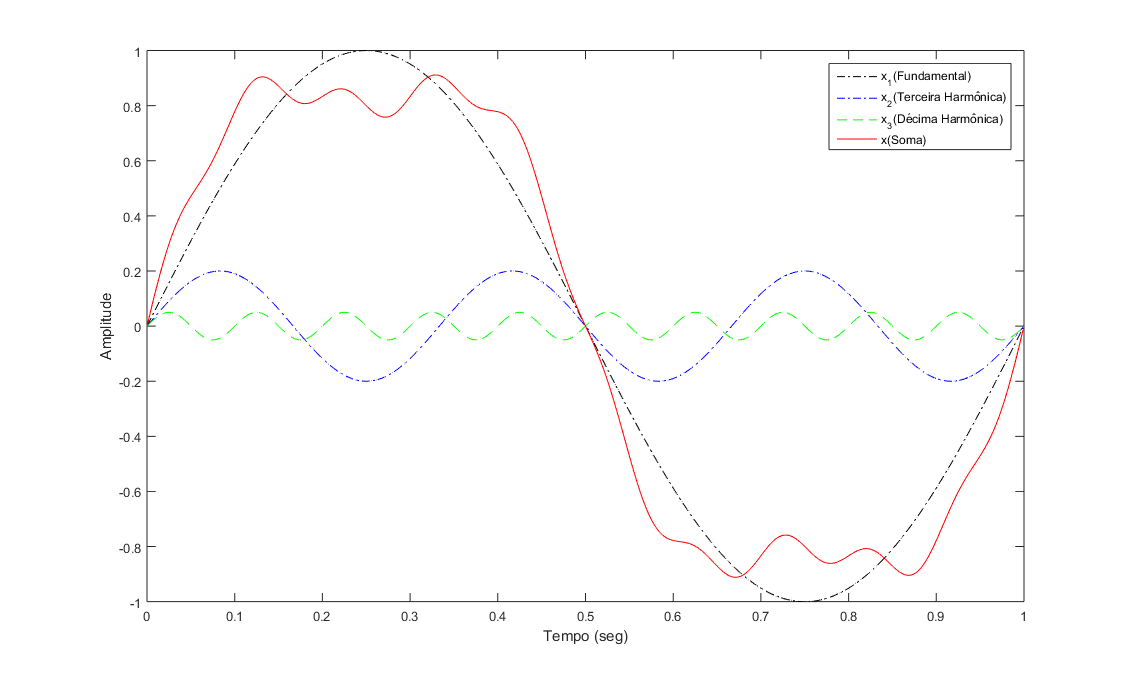 x1(Fundamental)
x2(Terceira Harmônica)
x3(Décima Harmônica)
x(Soma)
Amplitude
1
0.8
0.6
0.4
0.2
0
-0.2
-0.4
-0.6
-0.8
-1
0 0.1 0.2 0.3 0.4 0.5 0.6 0.7 0.8 0.9 1
Tempo (seg)